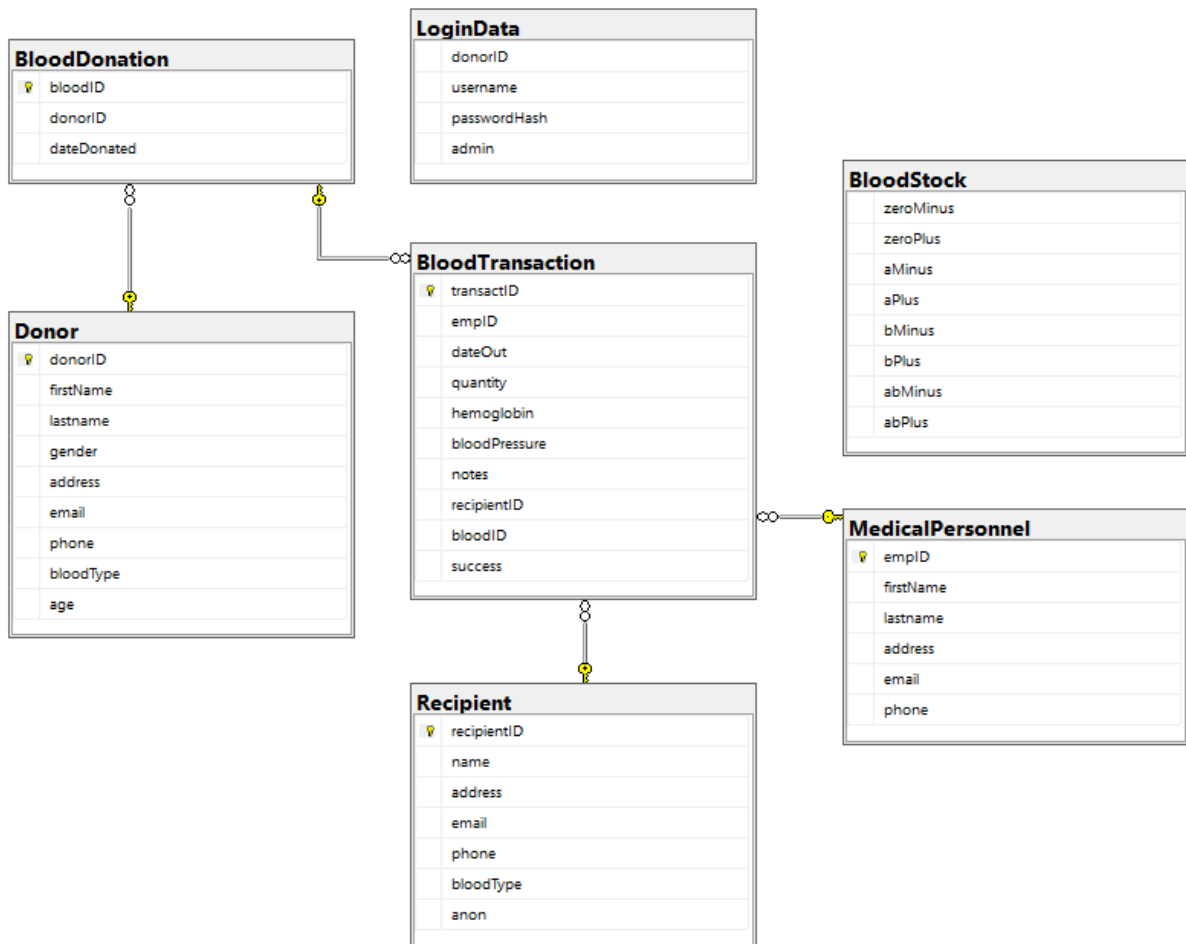 BloodDonation
bloodID
donorID
dateDonated
LoginData
donorID
username
passwordHash
admin
BloodStock
zeroMinus
zeroPlus
aMinus
aPlus
bMinus
bPlus
abMinus
abPlus
BloodTransaction
transactID
empID
dateOut
quantity
hemoglobin
bloodPressure
notes
recipientID
bloodID
success
Donor
donorID
firstName
lastname
gender
address
email
phone
bloodType
age
MedicalPersonnel
empID
firstName
lastname
address
email
phone
Recipient
recipientID
name
address
email
phone
bloodType
anon